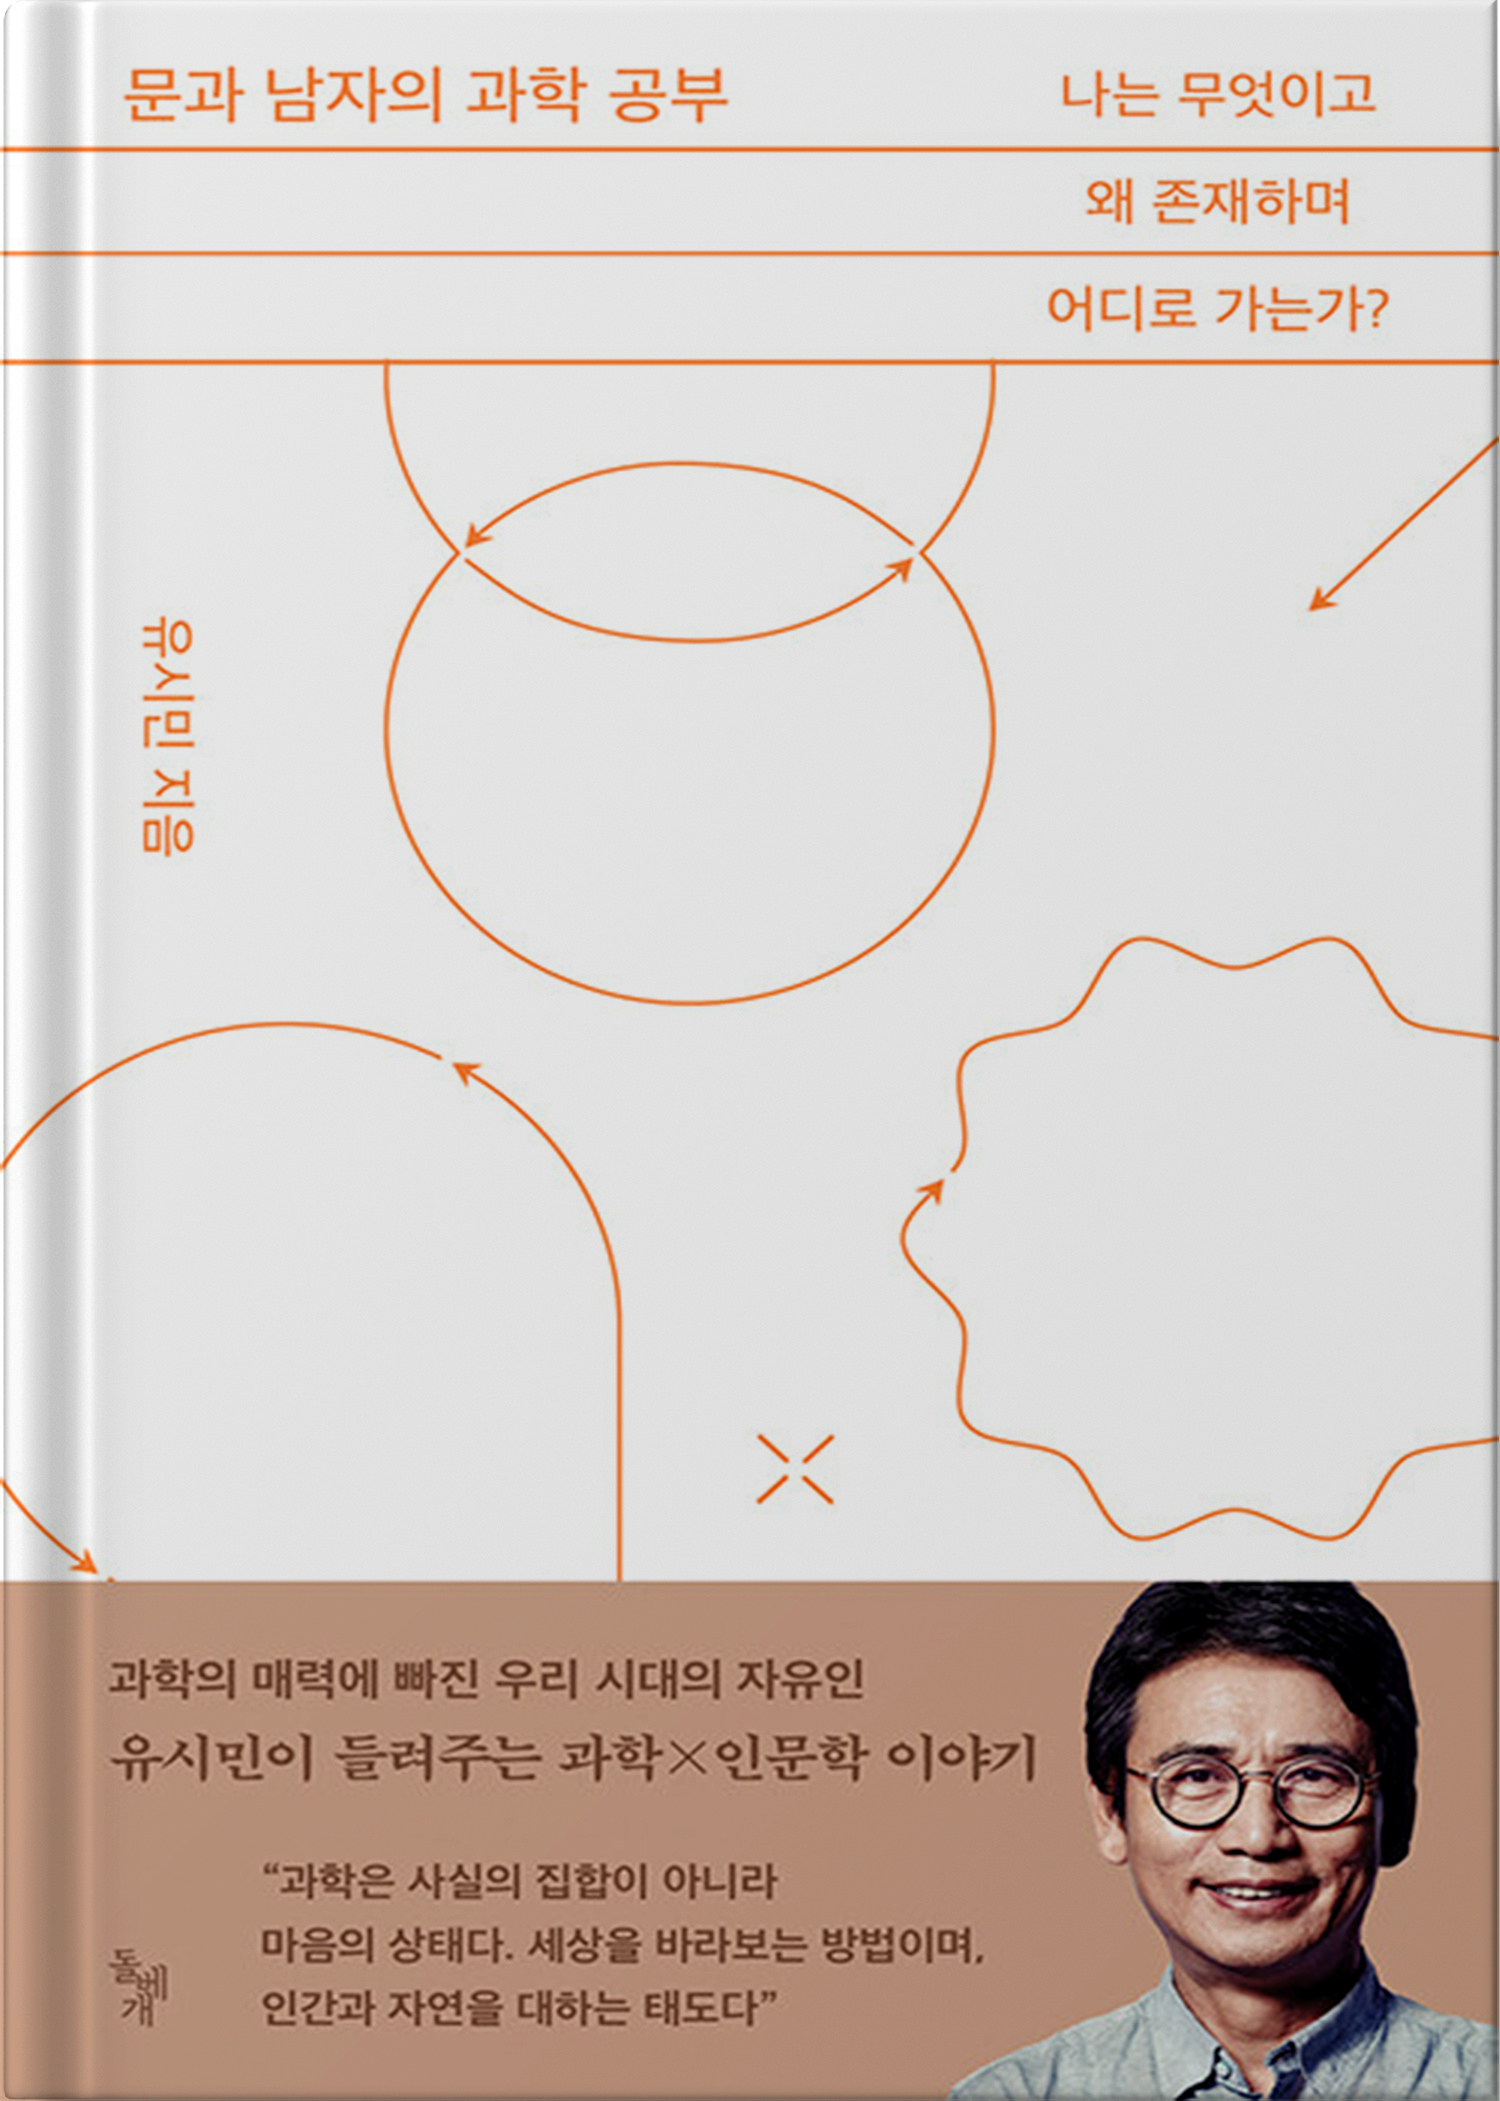 문과 남자의 과학 공부
나는 무엇이고
왜 존재하며
어디로 가는가?
유시민 지음
과학의 매력에 빠진 우리 시대의 자유인
유시민이 들려주는 과학×인문학 이야기
“과학은 사실의 집합이 아니라
마음의 상태다. 세상을 바라보는 방법이며,
인간과 자연을 대하는 태도다”
돌베개